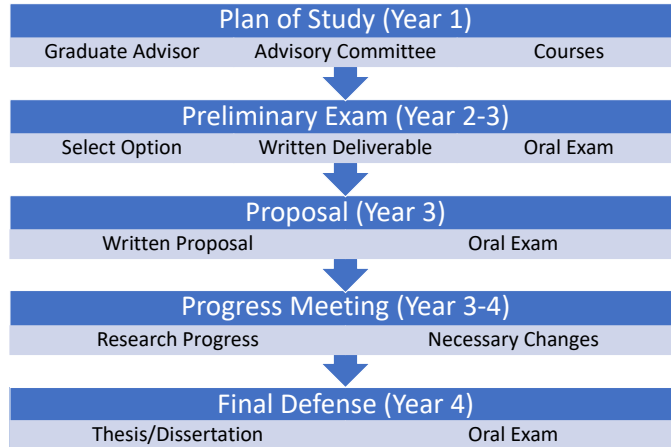 Plan of Study (Year 1)
Graduate Advisor Advisory Committee Courses
Preliminary Exam (Year 2-3)
Select Option Written Deliverable Oral Exam
Proposal (Year 3)
Written Proposal Oral Exam
Progress Meeting (Year 3-4)
Research Progress Necessary Changes
Final Defense (Year 4)
Thesis/Dissertation Oral Exam